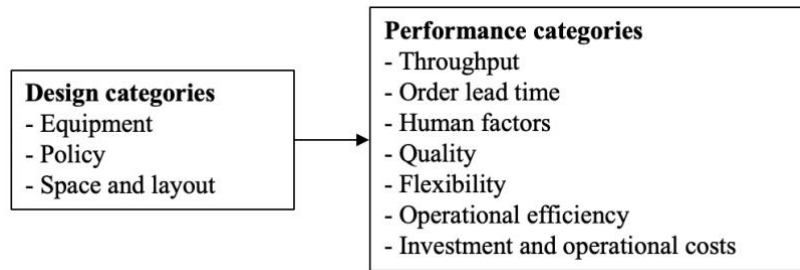 Design categories
- Equipment
- Policy
- Space and layout
Performance categories
- Throughput
- Order lead time
- Human factors
- Quality
- Flexibility
- Operational efficiency
- Investment and operational costs